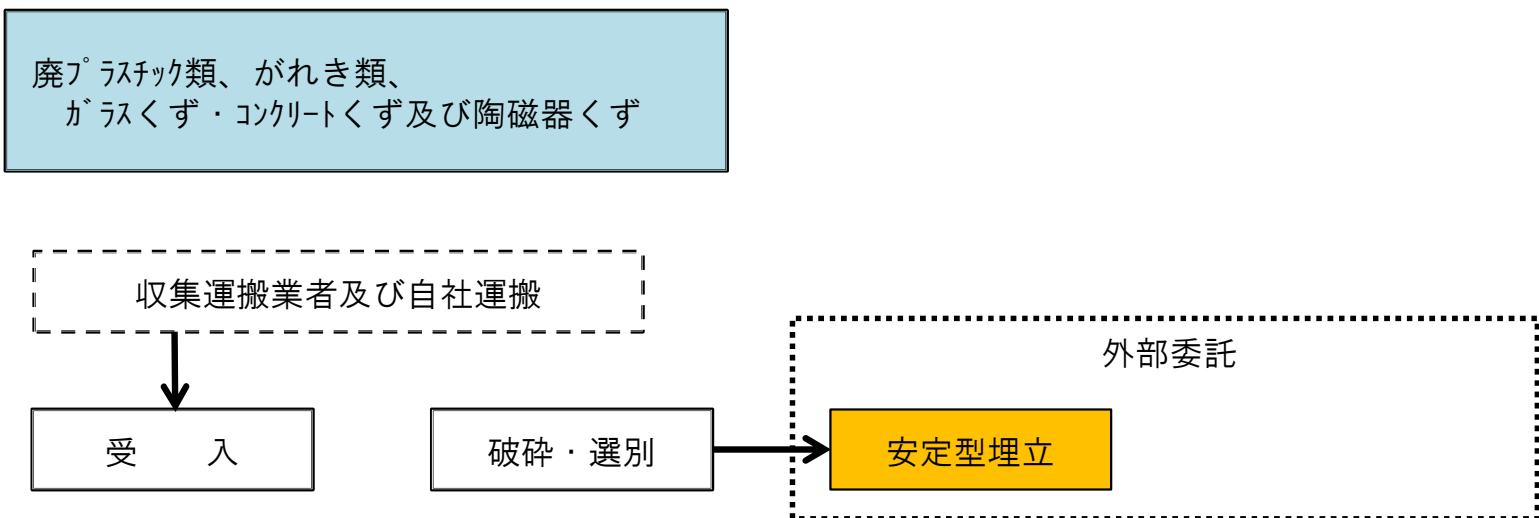 廃ﾌﾟﾗｽﾁｯｸ類、がれき類、
ｶﾞﾗｽくず・ｺﾝｸﾘｰﾄくず及び陶磁器くず
収集運搬業者及び自社運搬
外部委託
受　　入
破砕・選別
安定型埋立